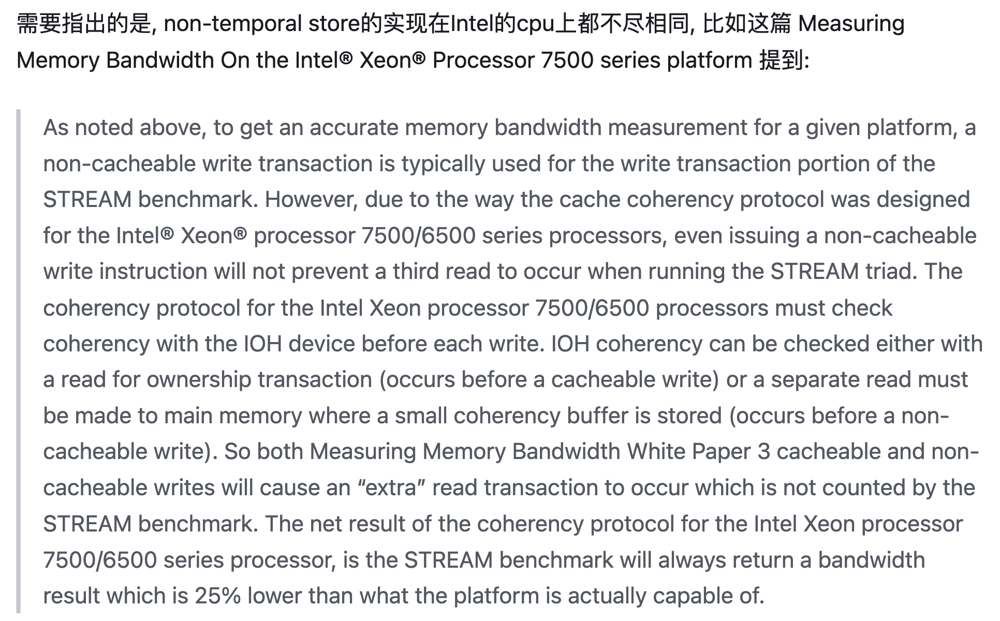 需要指出的是, non-temporal store的实现在Intel的cpu上都不尽相同, 比如这篇 Measuring
Memory Bandwidth On the Intel® Xeon® Processor 7500 series platform 提到:
As noted above, to get an accurate memory bandwidth measurement for a given platform, a
non-cacheable write transaction is typically used for the write transaction portion of the
STREAM benchmark. However, due to the way the cache coherency protocol was designed
for the Intel® Xeon® processor 7500/6500 series processors, even issuing a non-cacheable
write instruction will not prevent a third read to occur when running the STREAM triad. The
coherency protocol for the Intel Xeon processor 7500/6500 processors must check
coherency with the IOH device before each write. IOH coherency can be checked either with
a read for ownership transaction (occurs before a cacheable write) or a separate read must
be made to main memory where a small coherency buffer is stored (occurs before a non-
cacheable write). So both Measuring Memory Bandwidth White Paper 3 cacheable and non-
cacheable writes will cause an “extra” read transaction to occur which is not counted by the
STREAM benchmark. The net result of the coherency protocol for the Intel Xeon processor
7500/6500 series processor, is the STREAM benchmark will always return a bandwidth
result which is 25% lower than what the platform is actually capable of.